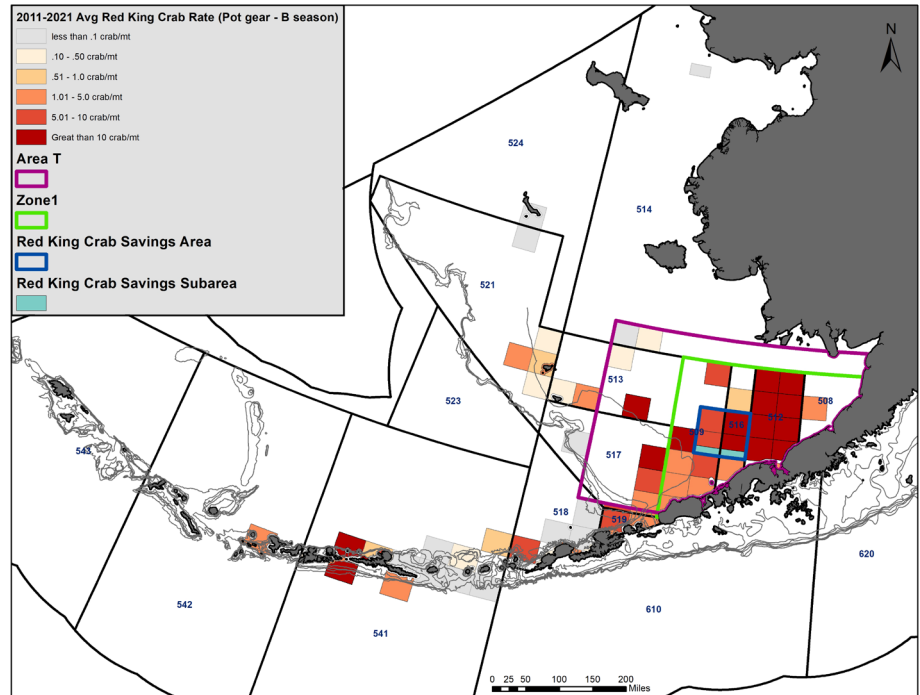 2011-2021 Avg Red King Crab Rate (Pot gear - B season)
less than .1 crab/mt
.10 - .50 crab/mt
.51 - 1.0 crab/mt
1.01 - 5.0 crab/mt
5.01 - 10 crab/mt
Great than 10 crab/mt
Area T
Zone1
Red King Crab Savings Area
Red King Crab Savings Subarea
N
524
514
521
513
508
512
516
509
523
517
543
518
519
620
542
541
610
0 25 50 100 150 200
Miles